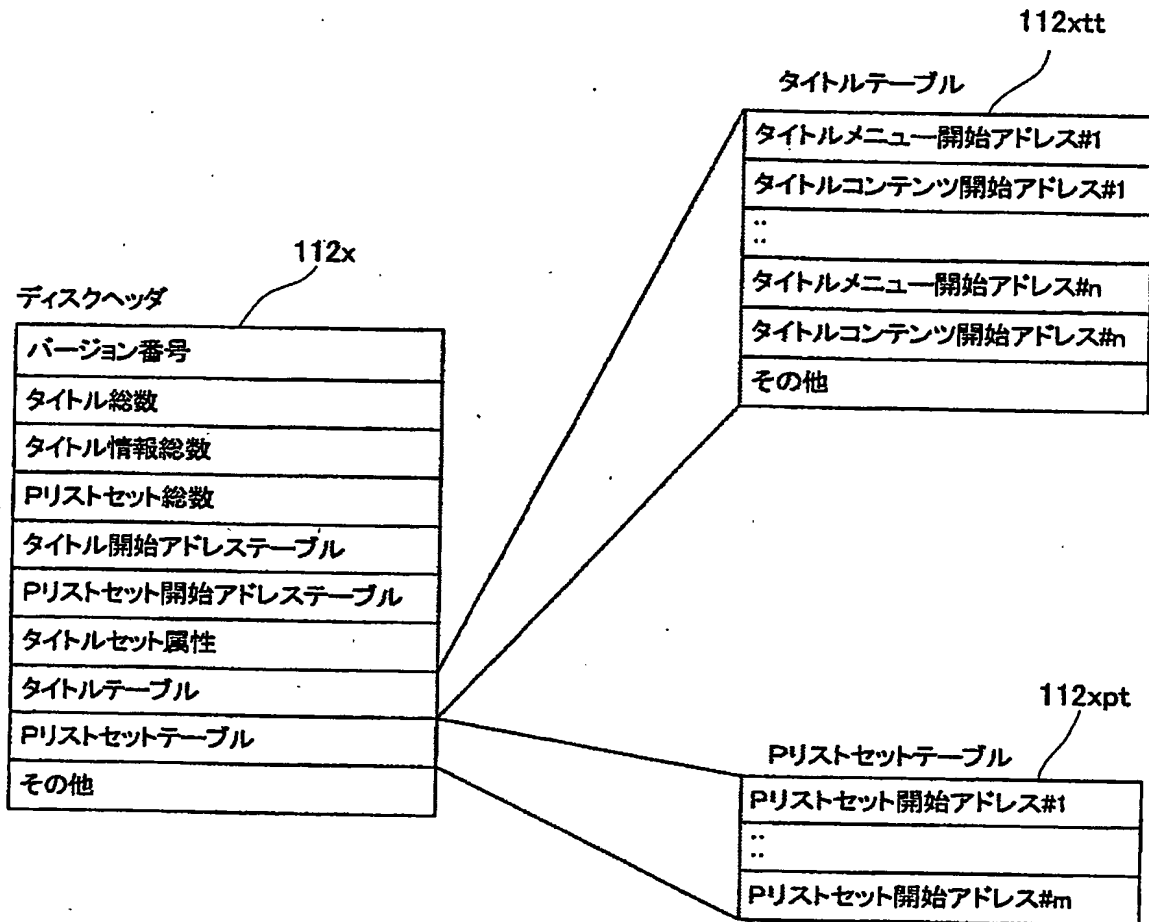 112xtt
タイトルテーブル
タイトルメニュー開始アドレス#1
タイトルコンテンツ開始アドレス#1
::
タイトルメニュー開始アドレス#n
タイトルコンテンツ開始アドレス#n
その他
112x
ディスクヘッダ
バージョン番号
タイトル総数
タイトル情報総数
Pリストセット総数
タイトル開始アドレステーブル
Pリストセット開始アドレステーブル
タイトルセット属性
タイトルテーブル
Pリストセットテーブル
その他
112xpt
Pリストセットテーブル
Pリストセット開始アドレス#1
::
Pリストセット開始アドレス#m